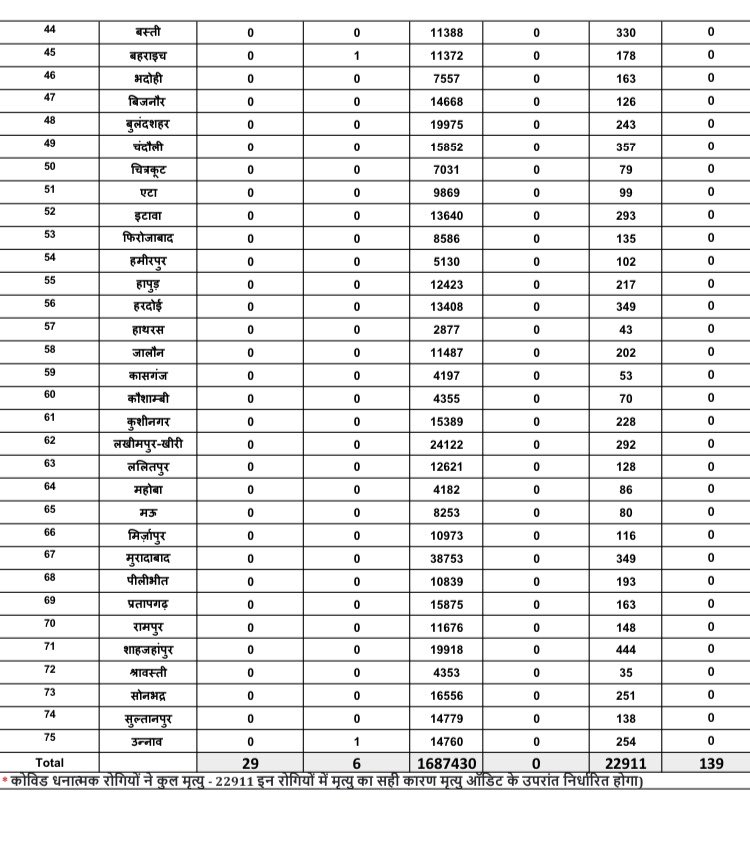 44 बस्ती 0 0 11388 0 330 0
45 बहराइच 0 1 11372 0 178 0
46 भदोही 0 0 7557 0 163 0
47 बिजनौर 0 0 14668 0 126 0
48 बुलंदशहर 0 0 19975 0 243 0
49 चंदौली 0 0 15852 0 357 0
50 चित्रकूट 0 0 7031 0 79 0
51 एटा 0 0 9869 0 99 0
52 इटावा 0 0 13640 0 293 0
53 फिरोजाबाद 0 0 8586 0 135 0
54 हमीरपुर 0 0 5130 0 102 0
55 हापुड़ 0 0 12423 0 217 0
56 हरदोई 0 0 13408 0 349 0
57 हाथरस 0 0 2877 0 43 0
58 जालौन 0 0 11487 0 202 0
59 कासगंज 0 0 4197 0 53 0
60 कौशाम्बी 0 0 4355 0 70 0
61 कुशीनगर 0 0 15389 0 228 0
62 लखीमपुर-खीरी 0 0 24122 0 292 0
63 ललितपुर 0 0 12621 0 128 0
64 महोबा 0 0 4182 0 86 0
65 मऊ 0 0 8253 0 80 0
66 मिर्ज़ापुर 0 0 10973 0 116 0
67 मुरादाबाद 0 0 38753 0 349 0
68 पीलीभीत 0 0 10839 0 193 0
69 प्रतापगढ़ 0 0 15875 0 163 0
70 रामपुर 0 0 11676 0 148 0
71 शाहजहांपुर 0 0 19918 0 444 0
72 श्रावस्ती 0 0 4353 0 35 0
73 सोनभद्र 0 0 16556 0 251 0
74 सुल्तानपुर 0 0 14779 0 138 0
75 उन्नाव 0 1 14760 0 254 0
Total 29 6 1687430 0 22911 139
* कोविड धनात्मक रोगियों ने कुल मृत्यु - 22911 इन रोगियों में मृत्यु का सही कारण मृत्यु ऑडिट के उपरांत निर्धारित होगा)